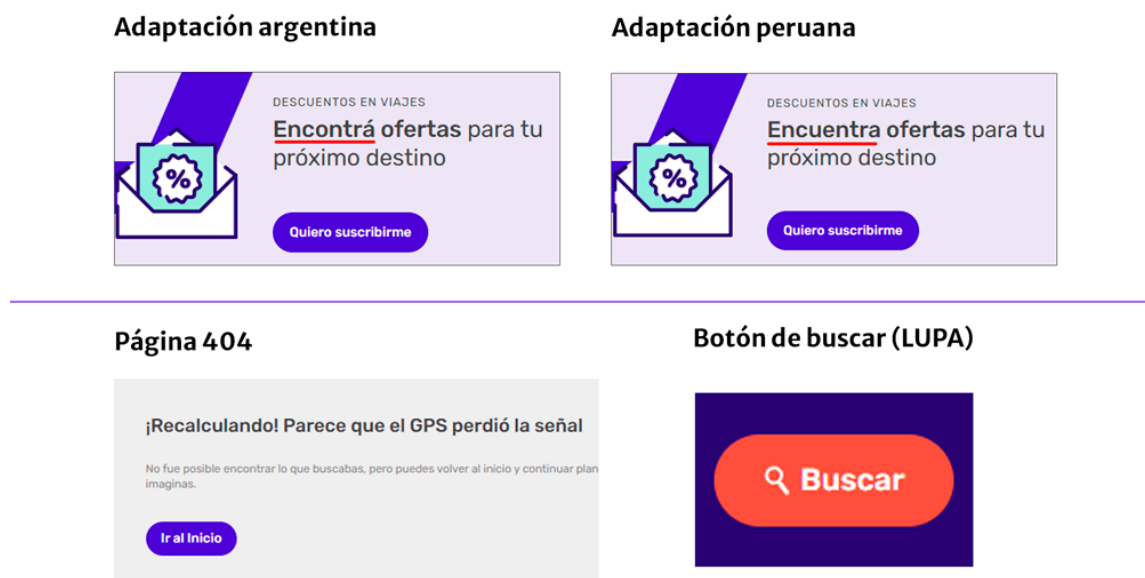 Adaptación argentina
DESCUENTOS EN VIAJES
Encontrá ofertas para tu
próximo destino
%
Quiero suscribirme
Adaptación peruana
DESCUENTOS EN VIAJES
Encuentra ofertas para tu
próximo destino
%
Quiero suscribirme
Página 404
¡Recalculando! Parece que el GPS perdió la señal
No fue posible encontrar lo que buscabas, pero puedes volver al inicio y continuar plan
imaginas.
Ir al Inicio
Botón de buscar (LUPA)
Buscar